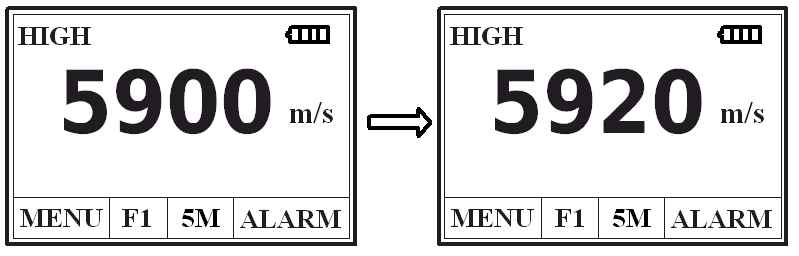 HIGH
5900 m/s
MENU F1 5M ALARM
HIGH
5920 m/s
MENU F1 5M ALARM